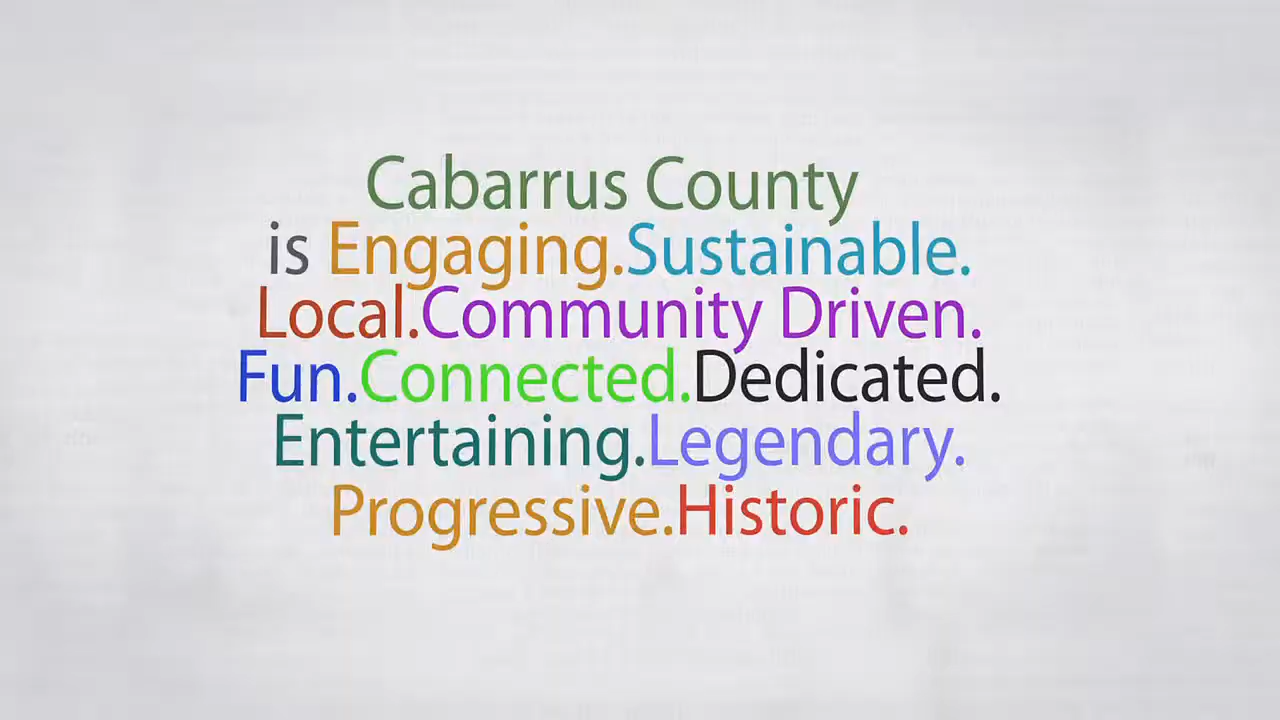 Cabarrus County
is Engaging.Sustainable.
Local.Community Driven.
Fun.Connected.Dedicated.
Entertaining.Legendary.
Progressive.Historic.